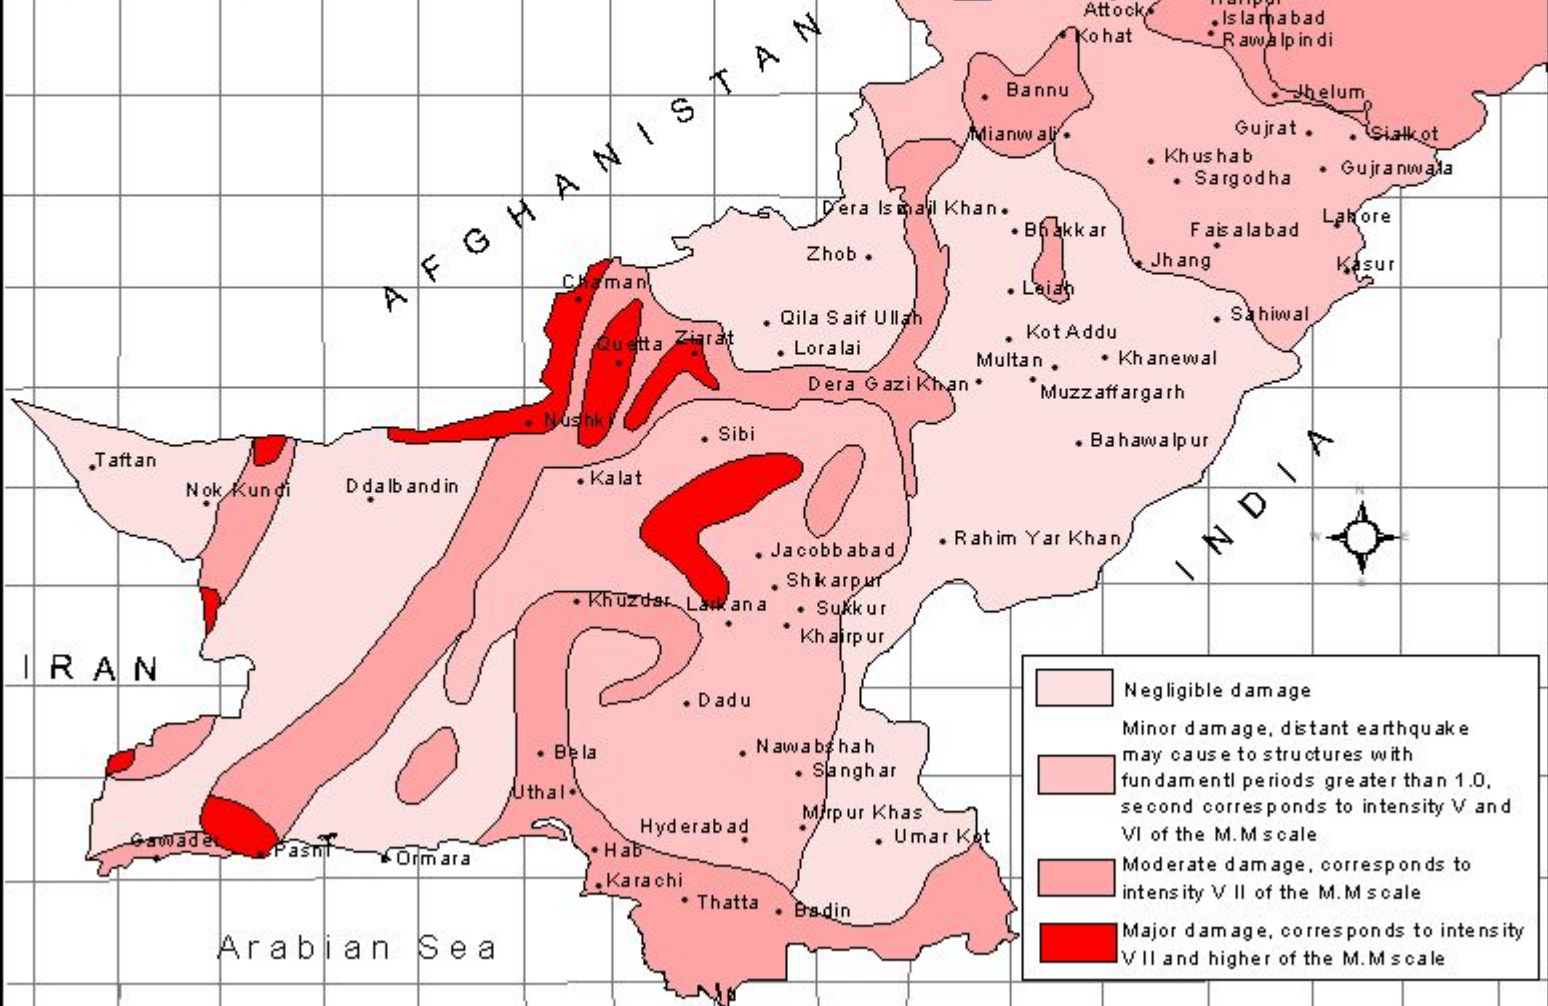 Attock
Haripur
Islamabad
Rawalpindi
Kohat
AFGHANISTAN
Bannu
Jhelum
Mianwali
Gujrat
Sialkot
Khushab
Gujranwala
Sargodha
Dera Ismail Khan
Lahore
Bhakkar
Faisalabad
Zhob
Jhang
Kasur
Chaman
Leiah
Qila Saif Ullah
Sahiwal
Quetta
Ziarat
Kot Addu
Loralai
Multan
Khanewal
Dera Gazi Khan
Muzzaffargarh
Nushki
Sibi
Bahawalpur
INDIA
Taftan
Nok Kundi
Ddalbandin
Kalat
N
W
E
S
Rahim Yar Khan
Jacobbabad
Shikarpur
Khuzdar
Larkana
Sukkur
Khairpur
IRAN
Dadu
Bela
Nawabshah
Sanghar
Uthal
Mirpur Khas
Hyderabad
Umar Kot
Gawader
Pasni
Ormara
Hab
Karachi
Thatta
Badin
Arabian Sea
Negligible damage
Minor damage, distant earthquake
may cause to structures with
fundamentl periods greater than 1.0,
second corresponds to intensity V and
VI of the M.M scale
Moderate damage, corresponds to
intensity V II of the M.M scale
Major damage, corresponds to intensity
V II and higher of the M.M scale